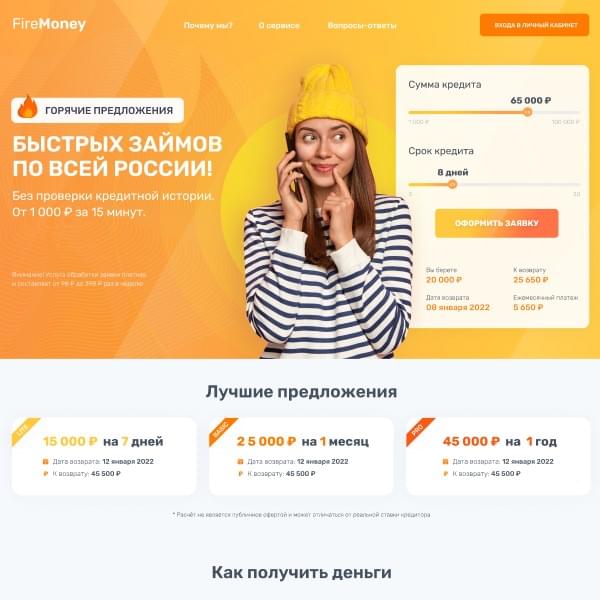 FireMoney
Почему мы?
О сервисе
Вопросы-ответы
ВХОДА В ЛИЧНЫЙ КАБИНЕТ
ГОРЯЧИЕ ПРЕДЛОЖЕНИЯ
БЫСТРЫХ ЗАЙМОВ
ПО ВСЕЙ РОССИИ!
Без проверки кредитной истории.
От 1 000 ₽ за 15 минут.
Внимание! Услуга обработки заявки платная
и составляет от 98 ₽ до 398 ₽ раз в неделю
Сумма кредита
65 000 ₽
1 000 ₽
100 000 ₽
Срок кредита
8 дней
30
ОФОРМИТЬ ЗАЯВКУ
Вы берете
К возврату
20 000 ₽
25 650 ₽
Дата возврата
Ежемесячный платеж
08 января 2022
5 650 ₽
Лучшие предложения
LITE
15 000 ₽ на 7 дней
Дата возврата: 12 января 2022
К возврату: 45 500 ₽
BASIC
2 5 000 ₽ на 1 месяц
Дата возврата: 12 января 2022
К возврату: 45 500 ₽
PRO
45 000 ₽ на 1 год
Дата возврата: 12 января 2022
К возврату: 45 500 ₽
* Расчёт не является публичное офертой и может отличаться от реальной ставки кредитора
Как получить деньги